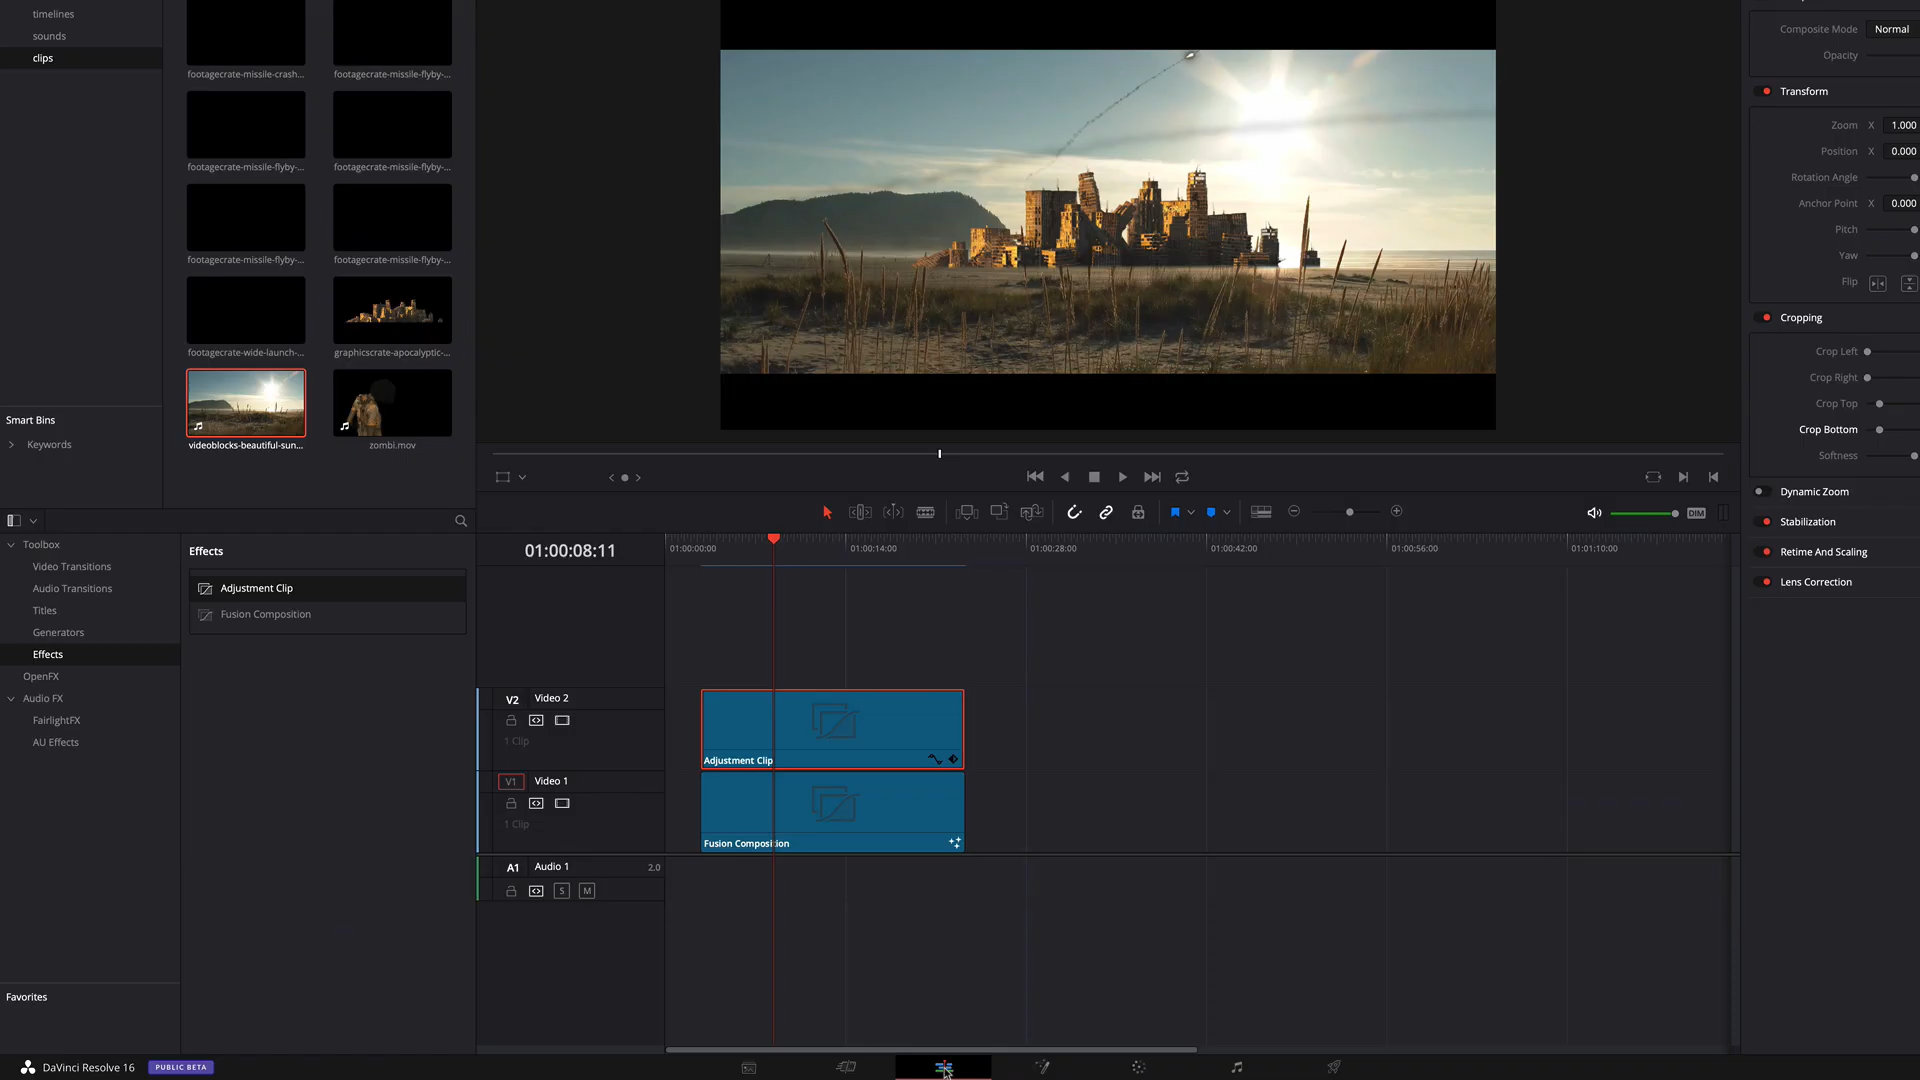 timelines
sounds
clips
footagecrate-missile-crash...
footagecrate-missile-flyby-...
footagecrate-missile-flyby-...
footagecrate-missile-flyby-...
footagecrate-missile-flyby-...
footagecrate-missile-flyby-...
footagecrate-wide-launch-...
graphicscrate-apocalyptic-...
videoblocks-beautiful-sun...
zombi.mov
Smart Bins
Keywords
Composite Mode Normal
Opacity
Transform
Zoom X 1.000
Position X 0.000
Rotation Angle
Anchor Point X 0.000
Pitch
Yaw
Flip
Cropping
Crop Left
Crop Right
Crop Top
Crop Bottom
Softness
Dynamic Zoom
Stabilization
Retime And Scaling
Lens Correction
DIM
Toolbox
Video Transitions
Audio Transitions
Titles
Generators
Effects
OpenFX
Audio FX
FairlightFX
AU Effects
Favorites
Effects
Adjustment Clip
Fusion Composition
01:00:08:11
01:00:00:00 01:00:14:00 01:00:28:00 01:00:42:00 01:00:56:00 01:01:10:00
V2 Video 2
1 Clip
Adjustment Clip
V1 Video 1
1 Clip
Fusion Composition
A1 Audio 1 2.0
S M
DaVinci Resolve 16 PUBLIC BETA